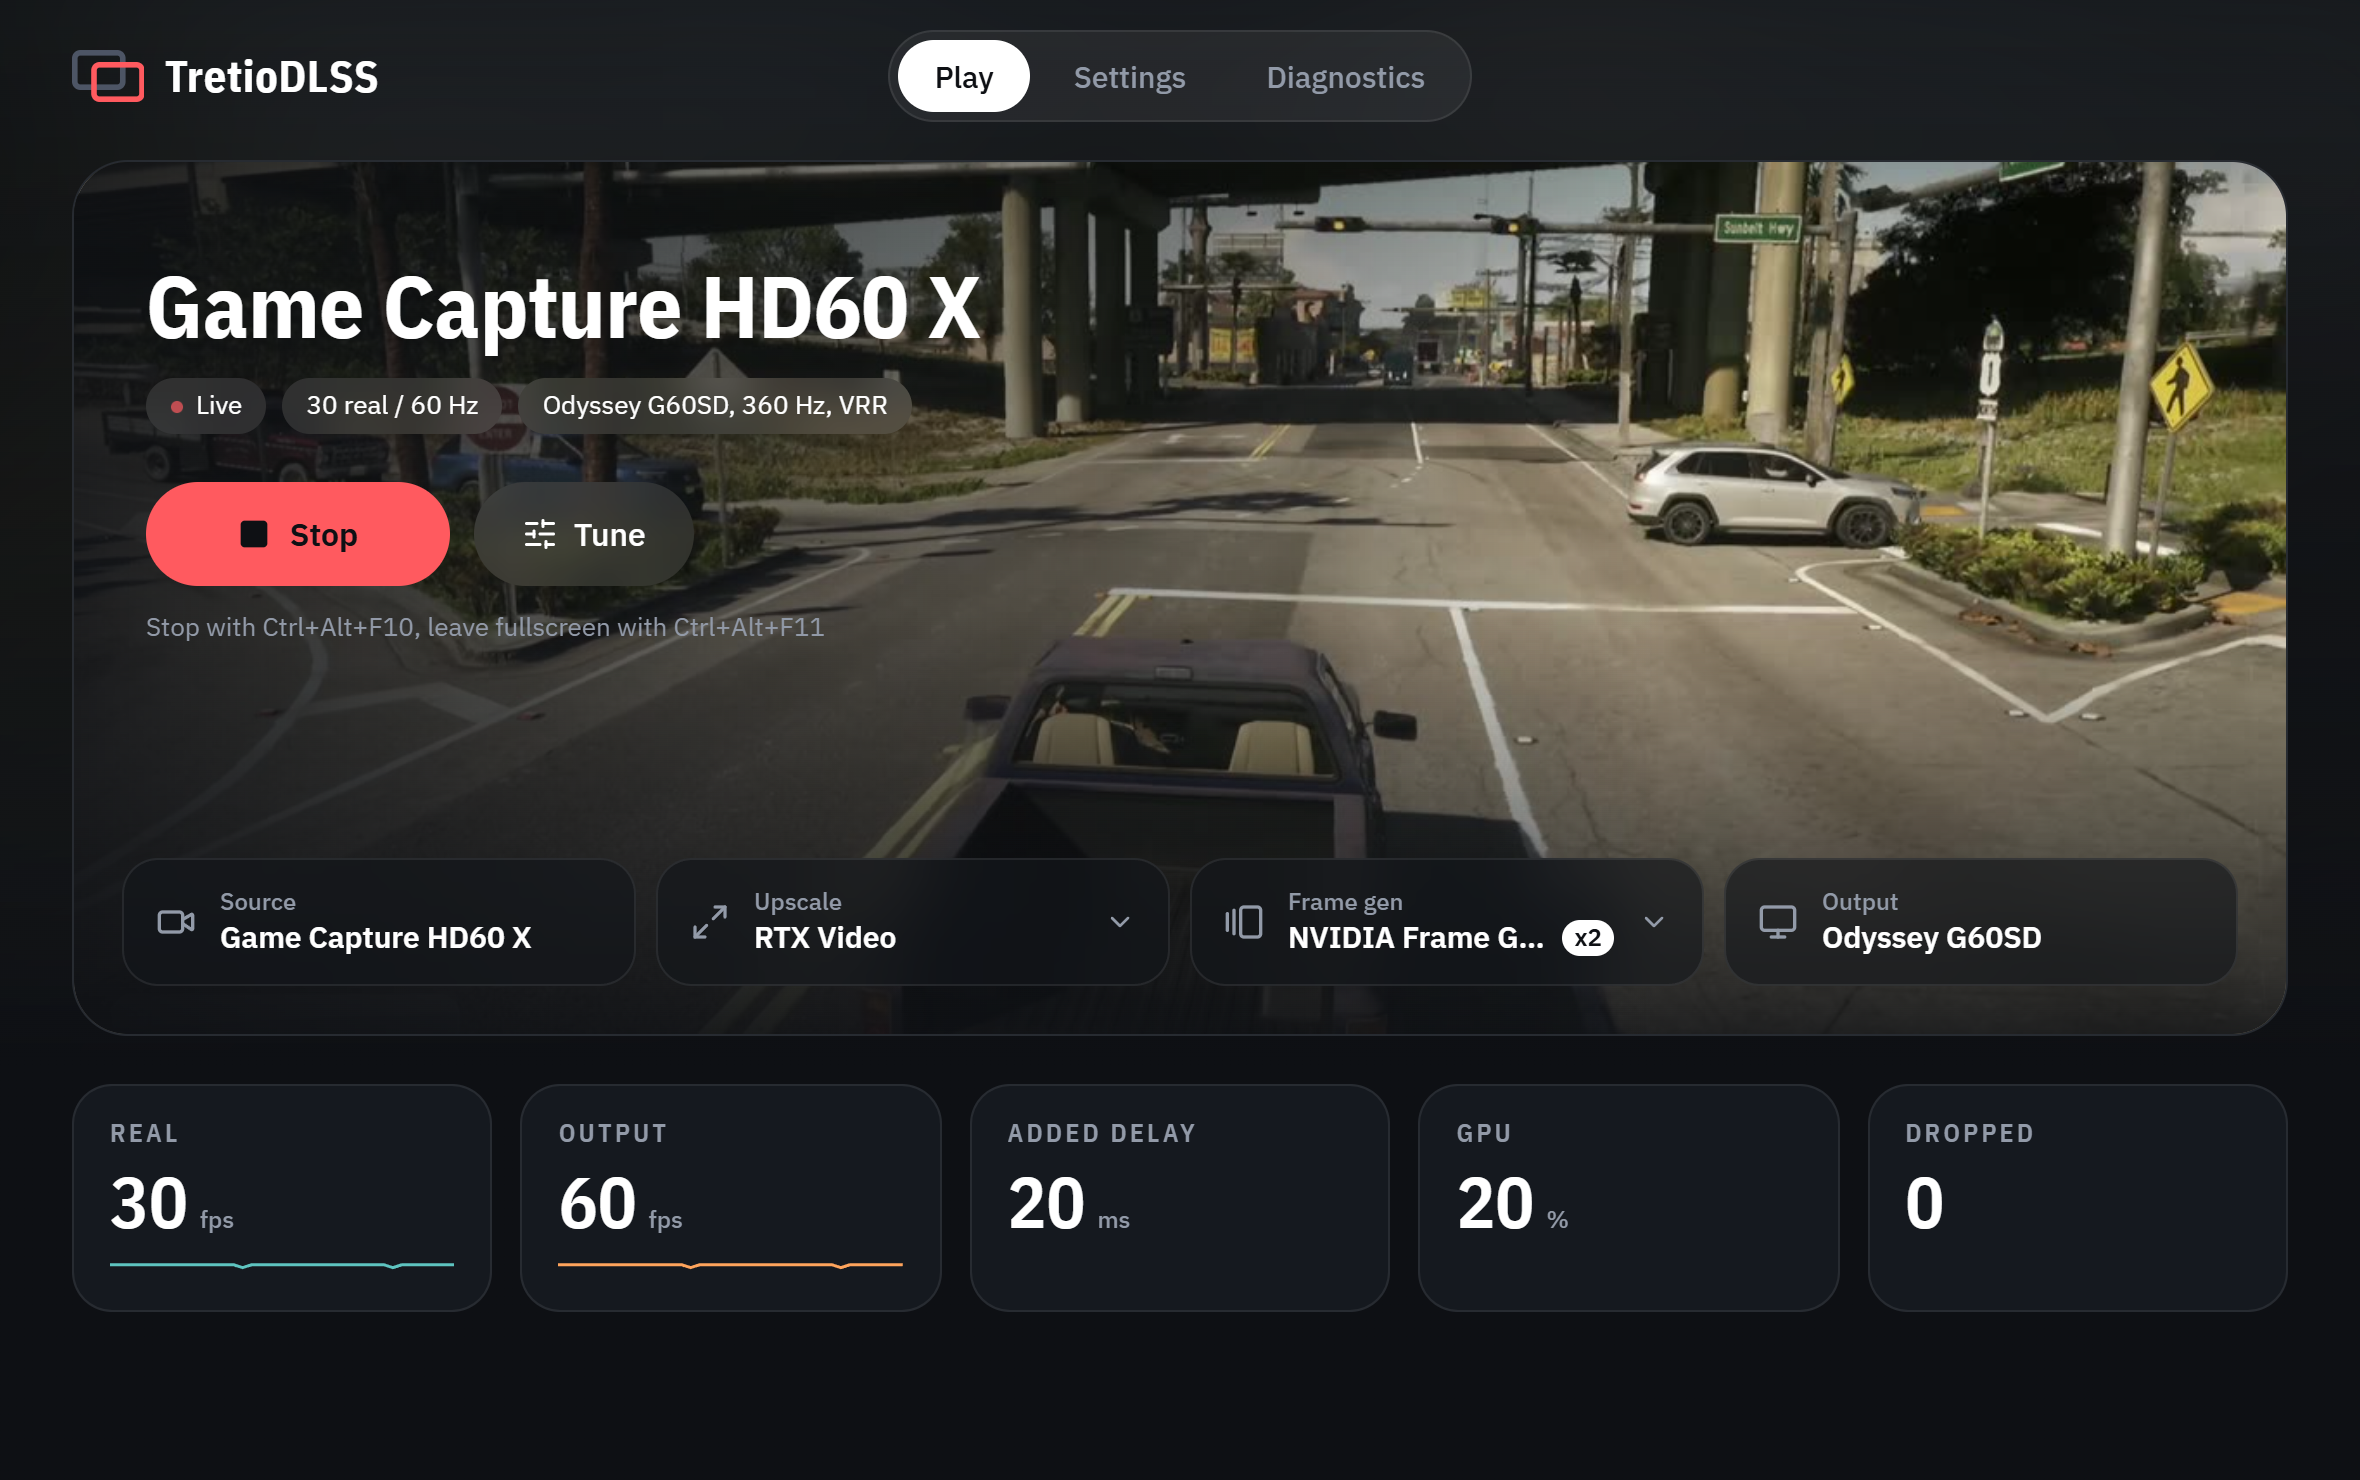 TretioDLSS
Play
Settings
Diagnostics
Sunbelt Hwy
Game Capture HD60 X
Live
30 real / 60 Hz
Odyssey G60SD, 360 Hz, VRR
Stop
Tune
Stop with Ctrl+Alt+F10, leave fullscreen with Ctrl+Alt+F11
Source
Game Capture HD60 X
Upscale
RTX Video
Frame gen
NVIDIA Frame G...
x2
Output
Odyssey G60SD
REAL
30 fps
OUTPUT
60 fps
ADDED DELAY
20 ms
GPU
20 %
DROPPED
0